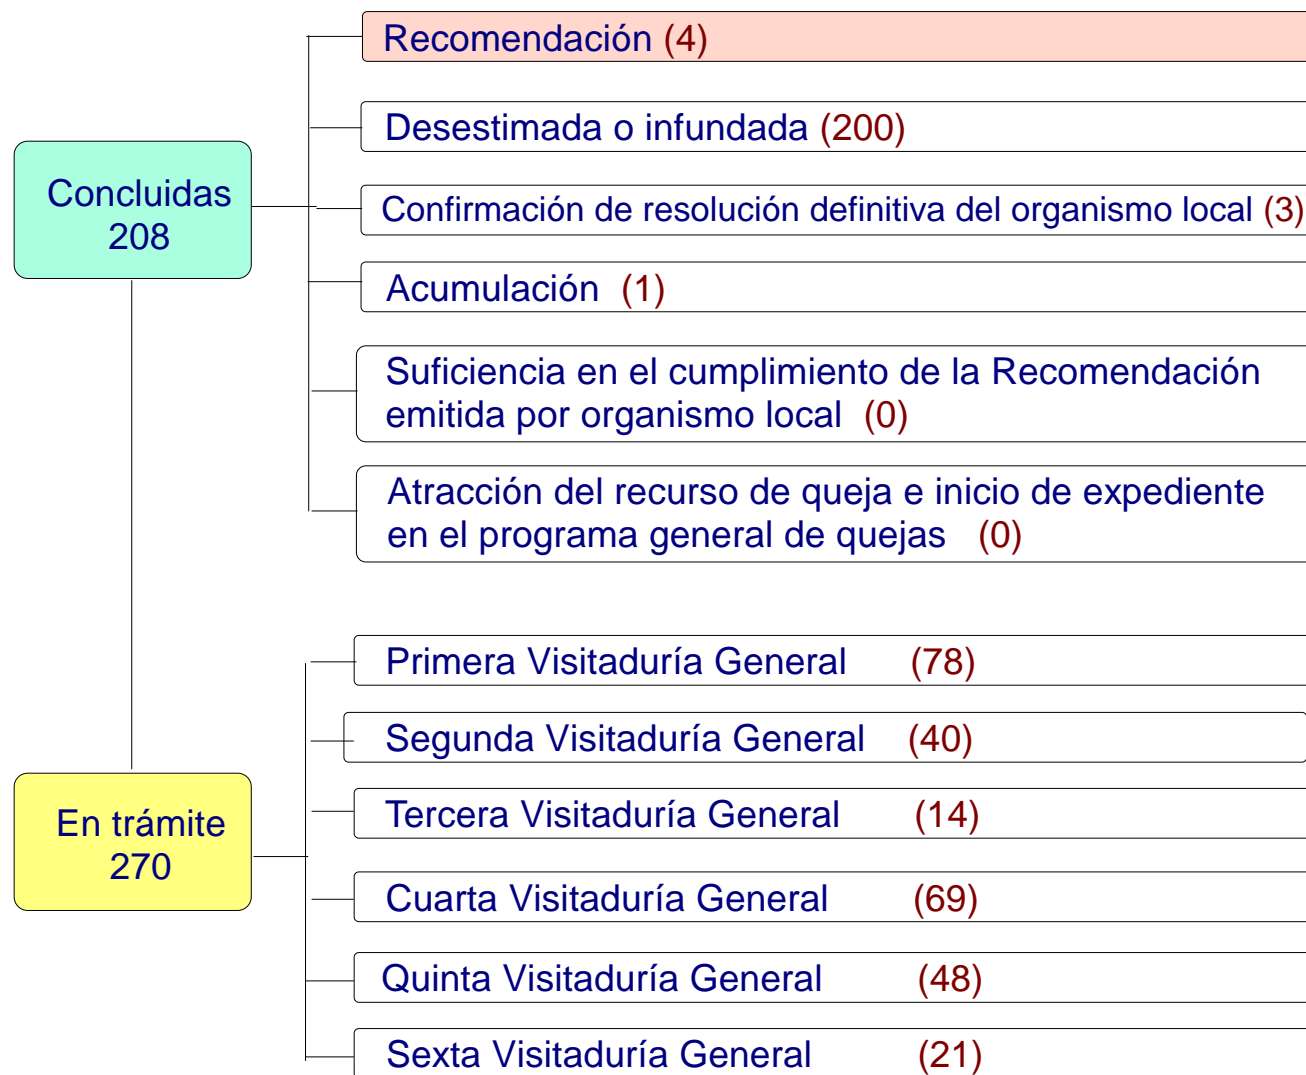 Recomendación (4)
Desestimada o infundada (200)
Concluidas
208
Confirmación de resolución definitiva del organismo local (3)
Acumulación (1)
Suficiencia en el cumplimiento de la Recomendación
emitida por organismo local (0)
Atracción del recurso de queja e inicio de expediente
en el programa general de quejas (0)
Primera Visitaduría General (78)
Segunda Visitaduría General (40)
En trámite
270
Tercera Visitaduría General (14)
Cuarta Visitaduría General (69)
Quinta Visitaduría General (48)
Sexta Visitaduría General (21)